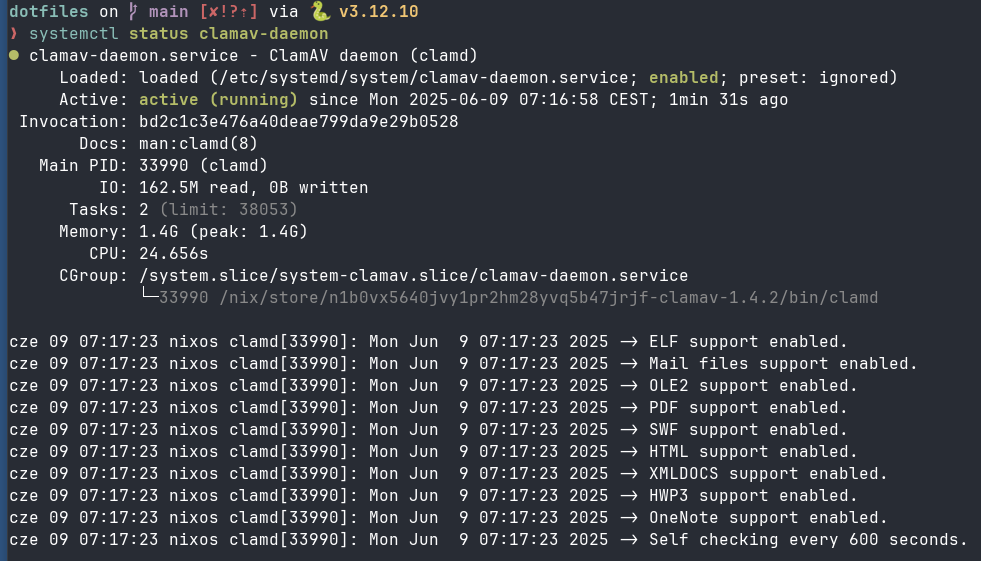 dotfiles on  main [✘!?⇡] via 🐍 v3.12.10
❯ systemctl status clamav-daemon
● clamav-daemon.service - ClamAV daemon (clamd)
     Loaded: loaded (/etc/systemd/system/clamav-daemon.service; enabled; preset: ignored)
     Active: active (running) since Mon 2025-06-09 07:16:58 CEST; 1min 31s ago
 Invocation: bd2c1c3e476a40deae799da9e29b0528
       Docs: man:clamd(8)
   Main PID: 33990 (clamd)
         IO: 162.5M read, 0B written
      Tasks: 2 (limit: 38053)
     Memory: 1.4G (peak: 1.4G)
        CPU: 24.656s
     CGroup: /system.slice/system-clamav.slice/clamav-daemon.service
             └─33990 /nix/store/n1b0vx5640jvy1pr2hm28yvq5b47jrjf-clamav-1.4.2/bin/clamd

cze 09 07:17:23 nixos clamd[33990]: Mon Jun  9 07:17:23 2025 -> ELF support enabled.
cze 09 07:17:23 nixos clamd[33990]: Mon Jun  9 07:17:23 2025 -> Mail files support enabled.
cze 09 07:17:23 nixos clamd[33990]: Mon Jun  9 07:17:23 2025 -> OLE2 support enabled.
cze 09 07:17:23 nixos clamd[33990]: Mon Jun  9 07:17:23 2025 -> PDF support enabled.
cze 09 07:17:23 nixos clamd[33990]: Mon Jun  9 07:17:23 2025 -> SWF support enabled.
cze 09 07:17:23 nixos clamd[33990]: Mon Jun  9 07:17:23 2025 -> HTML support enabled.
cze 09 07:17:23 nixos clamd[33990]: Mon Jun  9 07:17:23 2025 -> XMLDOCS support enabled.
cze 09 07:17:23 nixos clamd[33990]: Mon Jun  9 07:17:23 2025 -> HWP3 support enabled.
cze 09 07:17:23 nixos clamd[33990]: Mon Jun  9 07:17:23 2025 -> OneNote support enabled.
cze 09 07:17:23 nixos clamd[33990]: Mon Jun  9 07:17:23 2025 -> Self checking every 600 seconds.